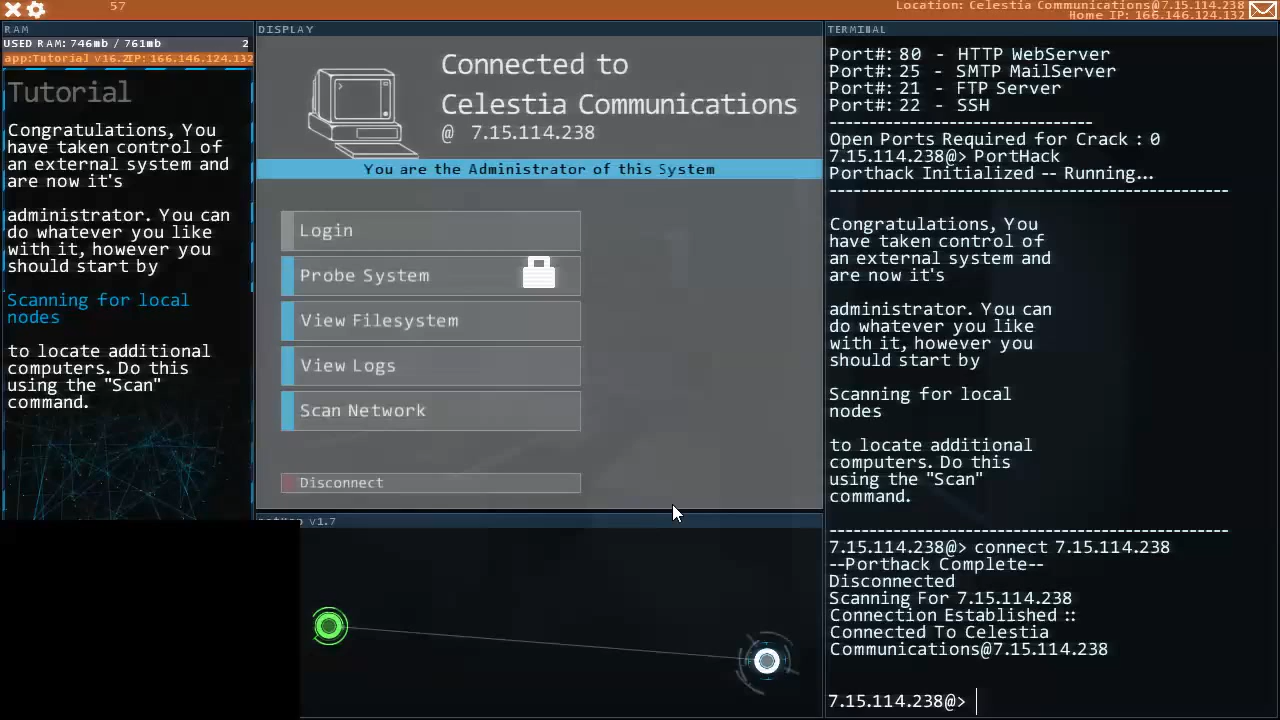 57
Location: Celestia Communications@7.15.114.238
Home IP: 166.146.124.132
RAM
USED RAM: 746mb / 761mb 2
app:Tutorial v16.2 IP: 166.146.124.132
Tutorial
Congratulations, You
have taken control of
an external system and
are now it's
administrator. You can
do whatever you like
with it, however you
should start by
Scanning for local
nodes
to locate additional
computers. Do this
using the "Scan"
command.
DISPLAY
Connected to
Celestia Communications
@ 7.15.114.238
You are the Administrator of this System
Login
Probe System
View Filesystem
View Logs
Scan Network
Disconnect
v1.7
TERMINAL
Port#: 80 - HTTP WebServer
Port#: 25 - SMTP MailServer
Port#: 21 - FTP Server
Port#: 22 - SSH
---------------------------------
Open Ports Required for Crack : 0
7.15.114.238@> PortHack
Porthack Initialized -- Running...
--------------------------------------------------
Congratulations, You
have taken control of
an external system and
are now it's
administrator. You can
do whatever you like
with it, however you
should start by
Scanning for local
nodes
to locate additional
computers. Do this
using the "Scan"
command.
--------------------------------------------------
7.15.114.238@> connect 7.15.114.238
--Porthack Complete--
Disconnected
Scanning For 7.15.114.238
Connection Established ::
Connected To Celestia
Communications@7.15.114.238
7.15.114.238@>